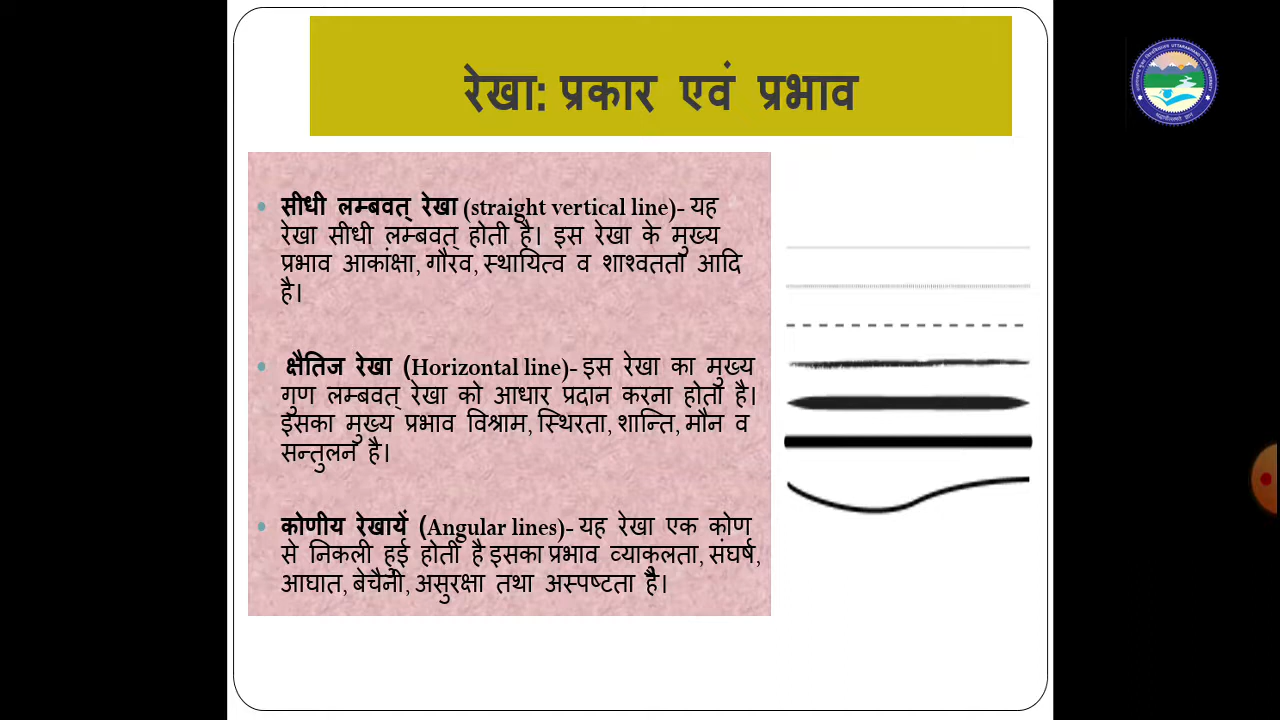 रेखा: प्रकार एवं प्रभाव
सीधी लम्बवत् रेखा (straight vertical line)- यह
रेखा सीधी लम्बवत् होती है। इस रेखा के मुख्य
प्रभाव आकांक्षा, गौरव, स्थायित्व व शाश्वतता आदि
है।
क्षैतिज रेखा (Horizontal line)- इस रेखा का मुख्य
गुण लम्बवत् रेखा को आधार प्रदान करना होता है।
इसका मुख्य प्रभाव विश्राम, स्थिरता, शान्ति, मौन व
सन्तुलन है।
कोणीय रेखायें (Angular lines)- यह रेखा एक कोण
से निकली हुई होती है इसका प्रभाव व्याकुलता, संघर्ष,
आघात, बेचैनी, असुरक्षा तथा अस्पष्टता है।